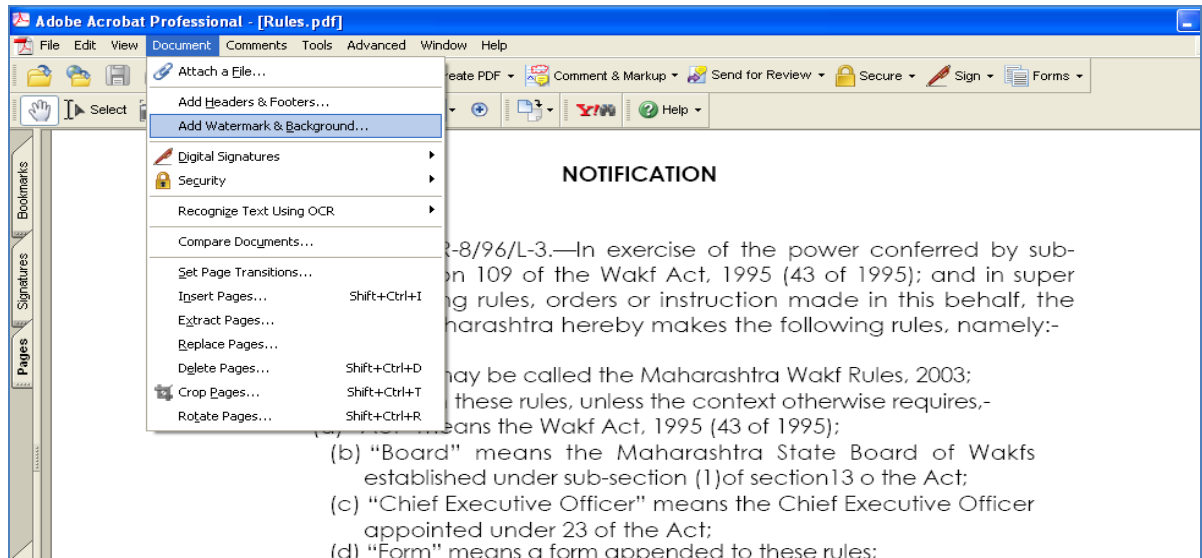 Adobe Acrobat Professional - [Rules.pdf]
File Edit View Document Comments Tools Advanced Window Help
Attach a File...
eate PDF Comment & Markup Send for Review Secure Sign Forms
Add Headers & Footers...
Select Y! Help
Add Watermark & Background...
Digital Signatures
Security
Recognize Text Using OCR
Compare Documents...
Set Page Transitions...
Insert Pages... Shift+Ctrl+I
Extract Pages...
Replace Pages...
Delete Pages... Shift+Ctrl+D
Crop Pages... Shift+Ctrl+T
Rotate Pages... Shift+Ctrl+R
Bookmarks
Signatures
Pages
NOTIFICATION
R-8/96/L-3.—In exercise of the power conferred by sub-
on 109 of the Wakf Act, 1995 (43 of 1995); and in super
ng rules, orders or instruction made in this behalf, the
harashtra hereby makes the following rules, namely:-
nay be called the Maharashtra Wakf Rules, 2003;
these rules, unless the context otherwise requires,-
means the Wakf Act, 1995 (43 of 1995);
(b) “Board” means the Maharashtra State Board of Wakfs
established under sub-section (1)of section13 o the Act;
(c) “Chief Executive Officer” means the Chief Executive Officer
appointed under 23 of the Act;
(d) “Form” means a form appended to these rules;